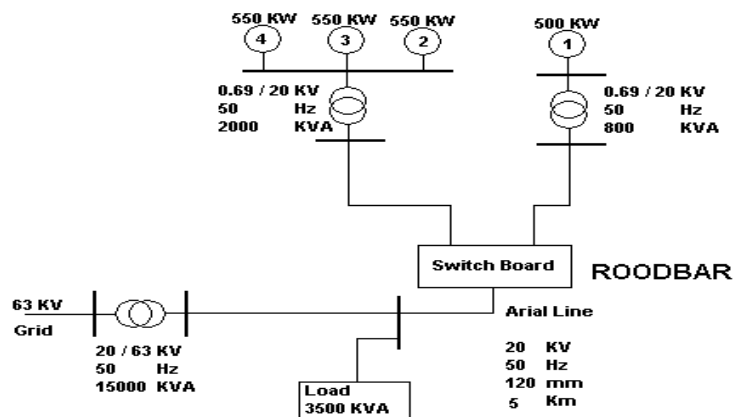 550 KW 550 KW 550 KW 500 KW
4 3 2 1
0.69 / 20 KV
50 Hz
2000 KVA
0.69 / 20 KV
50 Hz
800 KVA
Switch Board
ROODBAR
63 KV
Grid
20 / 63 KV
50 Hz
15000 KVA
Arial Line
20 KV
50 Hz
120 mm
5 Km
Load
3500 KVA